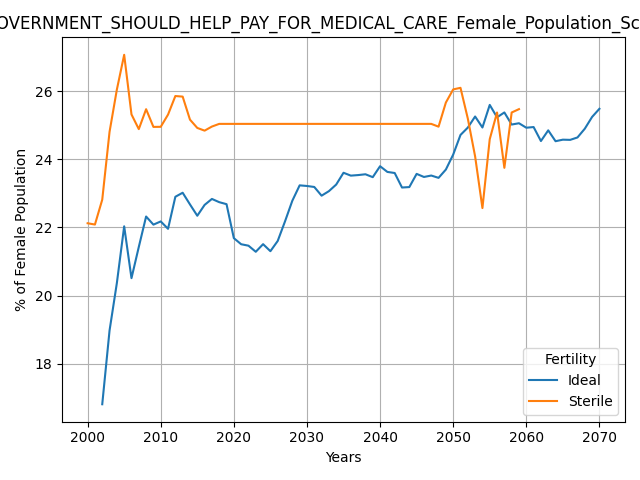 OVERNMENT_SHOULD_HELP_PAY_FOR_MEDICAL_CARE_Female_Population_Sc
26
24
22
20
18
% of Female Population
2000 2010 2020 2030 2040 2050 2060 2070
Years
Fertility
Ideal
Sterile